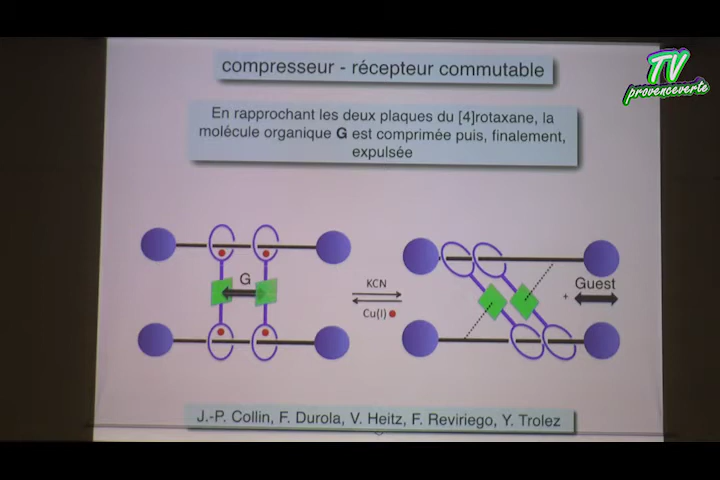 TV
provenceverte
compresseur - récepteur commutable
En rapprochant les deux plaques du [4]rotaxane, la
molécule organique G est comprimée puis, finalement,
expulsée
G
KCN
Cu(I)
+
Guest
J.-P. Collin, F. Durola, V. Heitz, F. Reviriego, Y. Trolez